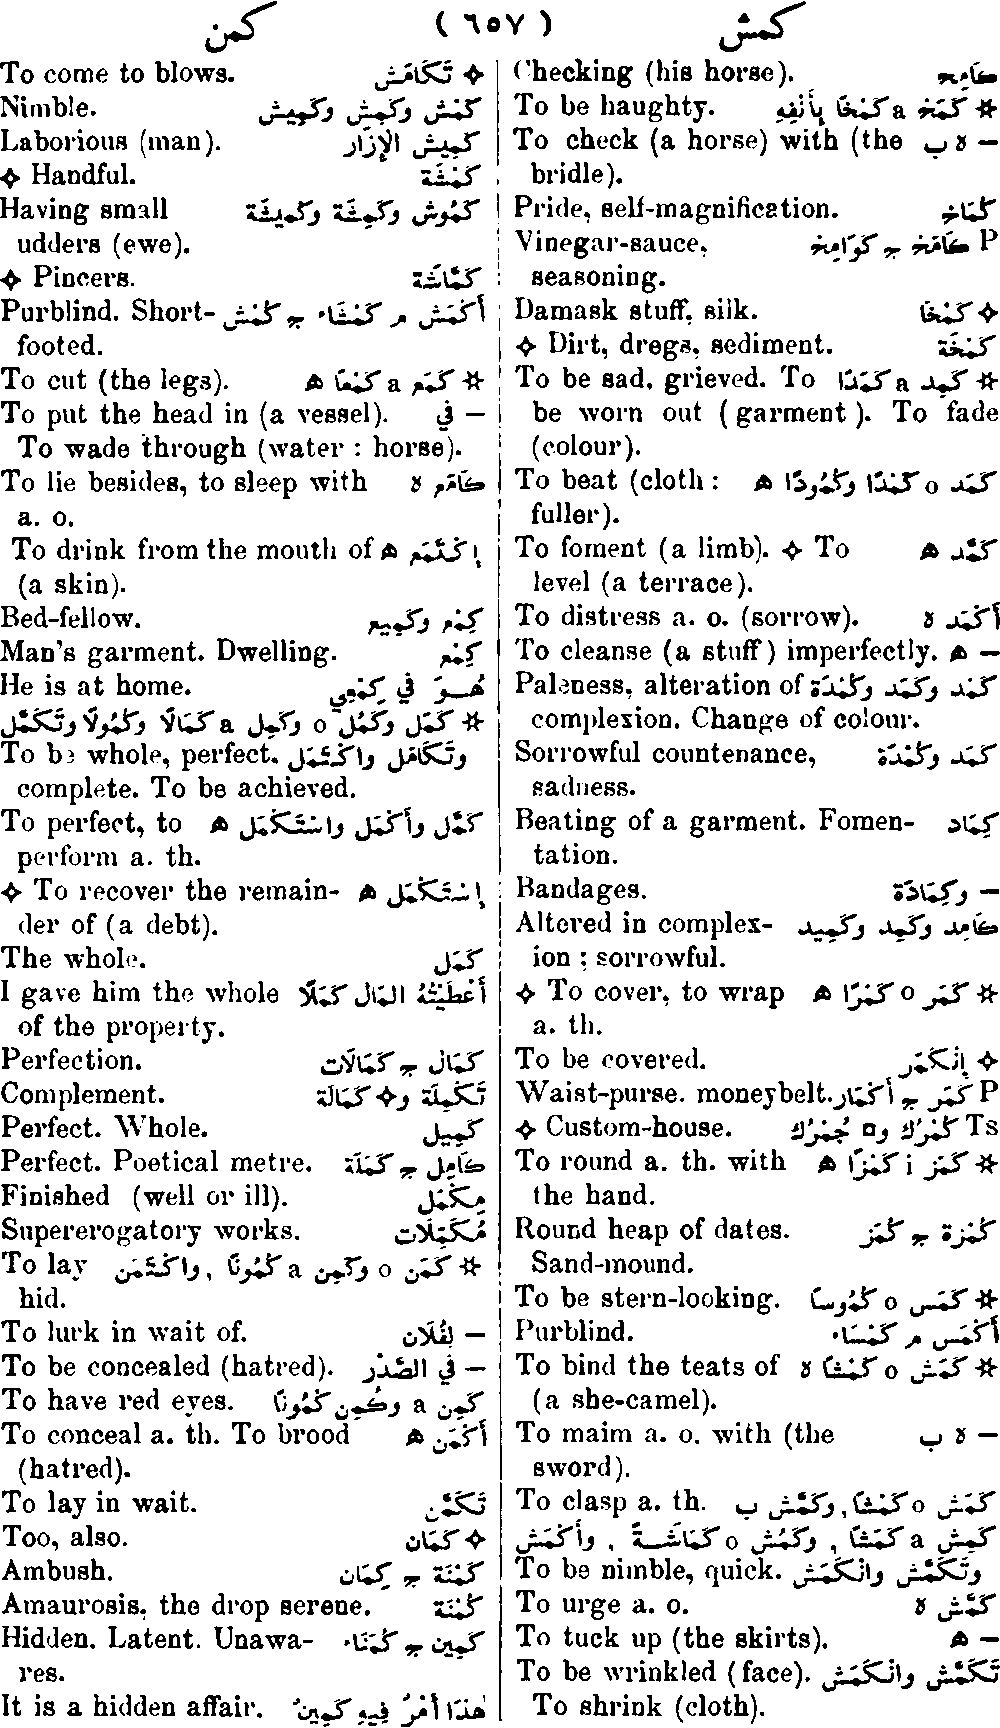 كمش ( ٦٥٧ ) كمن
Checking (his horse). كَامِح
To be haughty. ✻ كَمَخ a كَمْخًا بِأَنْفِهِ
To check (a horse) with (the – ه ب
bridle).
Pride, self-magnification. كُمَاخ
Vinegar-sauce, P كَامَخ ج كَوَامِخ
seasoning.
Damask stuff, silk. ✧ كَمْخَا
✧ Dirt, dregs, sediment. كَمْخَة
To be sad, grieved. To ✻ كَمِد a كَمَدًا
be worn out (garment). To fade
(colour).
To beat (cloth: كَمَد o كَمْدًا وكُمُودًا ه
fuller).
To foment (a limb). ✧ To كَمَّد ه
level (a terrace).
To distress a. o. (sorrow). أَكْمَد ه
To cleanse (a stuff) imperfectly. – ه
Paleness, alteration of كَمْد وكَمَد وكُمْدَة
complexion. Change of colour.
Sorrowful countenance, كَمَد وكُمْدَة
sadness.
Beating of a garment. Fomen- كِمَاد
tation.
Bandages. – وكِمَادَة
Altered in complex- كَامِد وكَمِد وكَمِيد
ion; sorrowful.
✧ To cover, to wrap ✻ كَمَر o كَمْرًا ه
a. th.
To be covered. ✧ إِنْكَمَر
Waist-purse. moneybelt. P كَمَر ج أَكْمَار
✧ Custom-house. Ts كُمْرُك و¤ جُمْرُك
To round a. th. with ✻ كَمَز i كَمْزًا ه
the hand.
Round heap of dates. كُمْزَة ج كُمَز
Sand-mound.
To be stern-looking. ✻ كَمَس o كُمُوسًا
Purblind. أَكْمَس م كَمْسَاء
To bind the teats of ✻ كَمَش o كَمْشًا ه
(a she-camel).
To maim a. o. with (the – ه ب
sword).
To clasp a. th. كَمَش o كَمْشًا, وكَمَّش ب
كَمِش a كَمَشًا , وكَمُش o كَمَاشَــةً , وأَكْمَش
To be nimble, quick. وتَكَمَّش وانْكَمَش
To urge a. o. كَمَّش ه
To tuck up (the skirts). – ه
To be wrinkled (face). تَكَمَّش وانْكَمَش
To shrink (cloth).
To come to blows. ✧ تَكَامَش
Nimble. كَمْش وكَمِش وكَمِيش
Laborious (man). كَمِيش الإِزَار
✧ Handful. كَمْشَة
Having small كَمُوش وكَمِشَة وكَمِيشَة
udders (ewe).
✧ Pincers. كَمَّاشَة
Purblind. Short- أَكْمَش م كَمْشَاء ج كُمْش
footed.
To cut (the legs). ✻ كَمَع a كَمْعًا ه
To put the head in (a vessel). – في
To wade through (water : horse).
To lie besides, to sleep with كَامَع ه
a. o.
To drink from the mouth of إِكْتَمَع ه
(a skin).
Bed-fellow. كِمْع وكَمِيع
Man's garment. Dwelling. كِمْع
He is at home. هُــوَ في كِمْعِي
✻ كَمَل وكَمُل o وكَمِل a كَمَالًا وكُمُولًا وتَكَمَّل
To be whole, perfect. وتَكَامَل واكْتَمَل
complete. To be achieved.
To perfect, to كَمَّل وأَكْمَل واسْتَكْمَل ه
perform a. th.
✧ To recover the remain- إِسْتَكْمَل ه
der of (a debt).
The whole. كَمَل
I gave him the whole أَعْطَيْتُهُ المَال كَمَلًا
of the property.
Perfection. كَمَال ج كَمَالَات
Complement. تَكْمِلَة و✧ كَمَالَة
Perfect. Whole. كَمِيل
Perfect. Poetical metre. كَامِل ج كَمَلَة
Finished (well or ill). مِكْمَل
Supererogatory works. مُكَمِّلَات
To lay ✻ كَمَن o وكَمِن a كُمُونًا , واكْتَمَن
hid.
To lurk in wait of. – لِفُلَان
To be concealed (hatred). – في الصَّدْر
To have red eyes. كَمِن a وكُمِن كُمُونًا
To conceal a. th. To brood أَكْمَن ه
(hatred).
To lay in wait. تَكَمَّن
Too, also. ✧ كَمَان
Ambush. كَمْنَة ج كِمَان
Amaurosis, the drop serene. كُمْنَة
Hidden. Latent. Unawa- كَمِين ج كُمَنَاء
res.
It is a hidden affair. هٰذَا أَمْرٌ فِيهِ كَمِينٌ